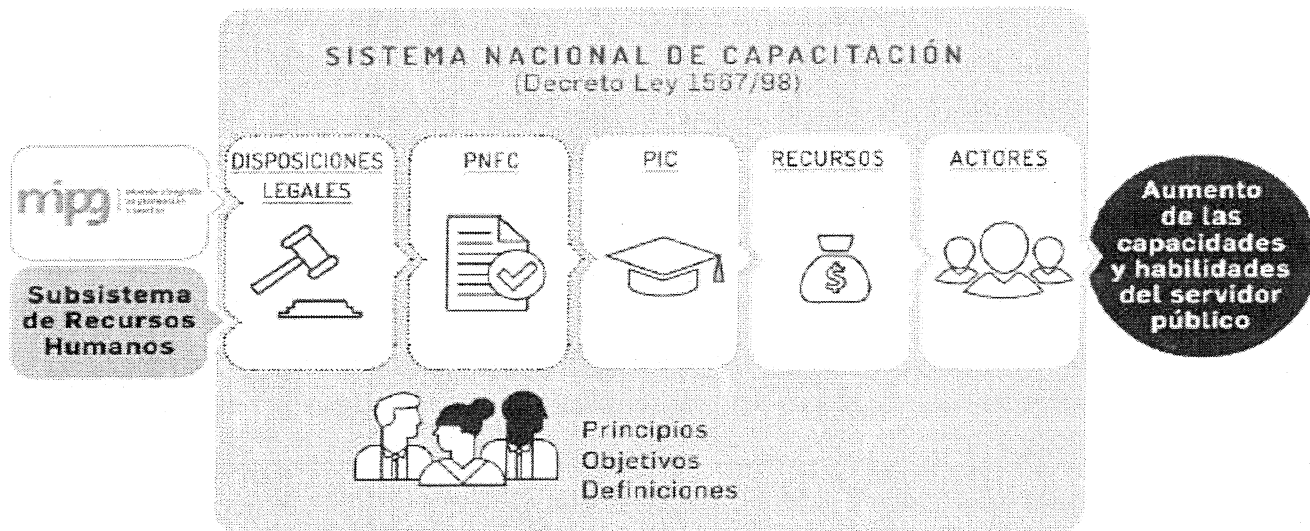 SISTEMA NACIONAL DE CAPACITACIÓN
(Decreto Ley 1567/98)
mipg
Subsistema
de Recursos
Humanos
DISPOSICIONES
LEGALES
PNFC
PIC
RECURSOS
$
ACTORES
Aumento
de las
capacidades
y habilidades
del servidor
público
Principios
Objetivos
Definiciones